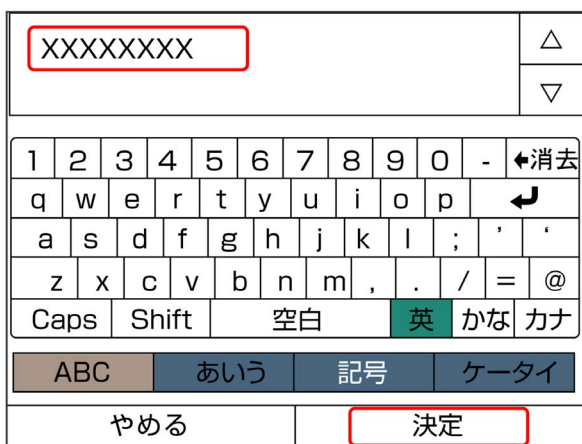 XXXXXXXX
△
▽
1 2 3 4 5 6 7 8 9 0 - 消去
q w e r t y u i o p
a s d f g h j k l ; ’ ‘
z x c v b n m , . / = @
Caps Shift 空白 英 かな カナ
ABC あいう 記号 ケータイ
やめる 決定